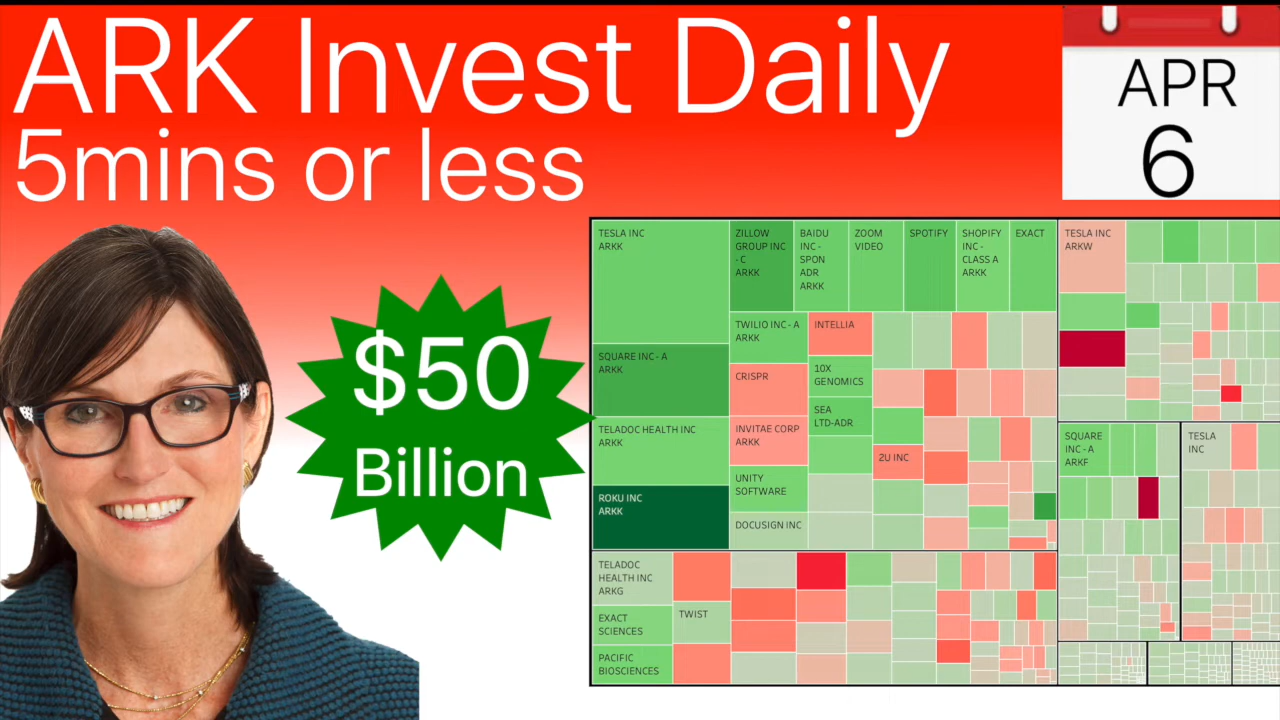 ARK Invest Daily
5mins or less
APR
6
$50
Billion
TESLA INC
ARKK
SQUARE INC - A
ARKK
TELADOC HEALTH INC
ARKK
ROKU INC
ARKK
ZILLOW
GROUP INC
- C
ARKK
BAIDU
INC -
SPON
ADR
ARKK
ZOOM
VIDEO
SPOTIFY
SHOPIFY
INC -
CLASS A
ARKK
EXACT
TWILIO INC - A
ARKK
CRISPR
INVITAE CORP
ARKK
UNITY
SOFTWARE
DOCUSIGN INC
INTELLIA
10X
GENOMICS
SEA
LTD-ADR
2U INC
TELADOC
HEALTH INC
ARKG
EXACT
SCIENCES
PACIFIC
BIOSCIENCES
TWIST
TESLA INC
ARKW
SQUARE
INC - A
ARKF
TESLA
INC